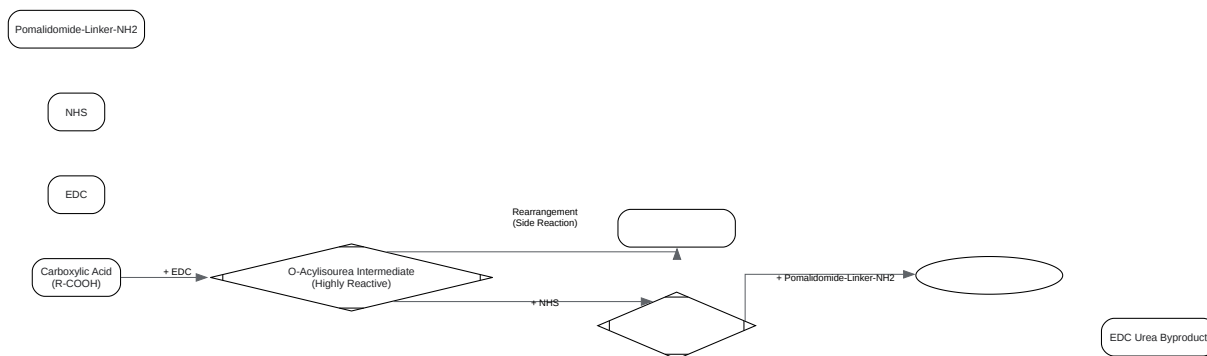 Pomalidomide-Linker-NH2
NHS
EDC
Rearrangement
(Side Reaction)
Carboxylic Acid
(R-COOH)
+ EDC
O-Acylisourea Intermediate
(Highly Reactive)
+ NHS
+ Pomalidomide-Linker-NH2
EDC Urea Byproduct